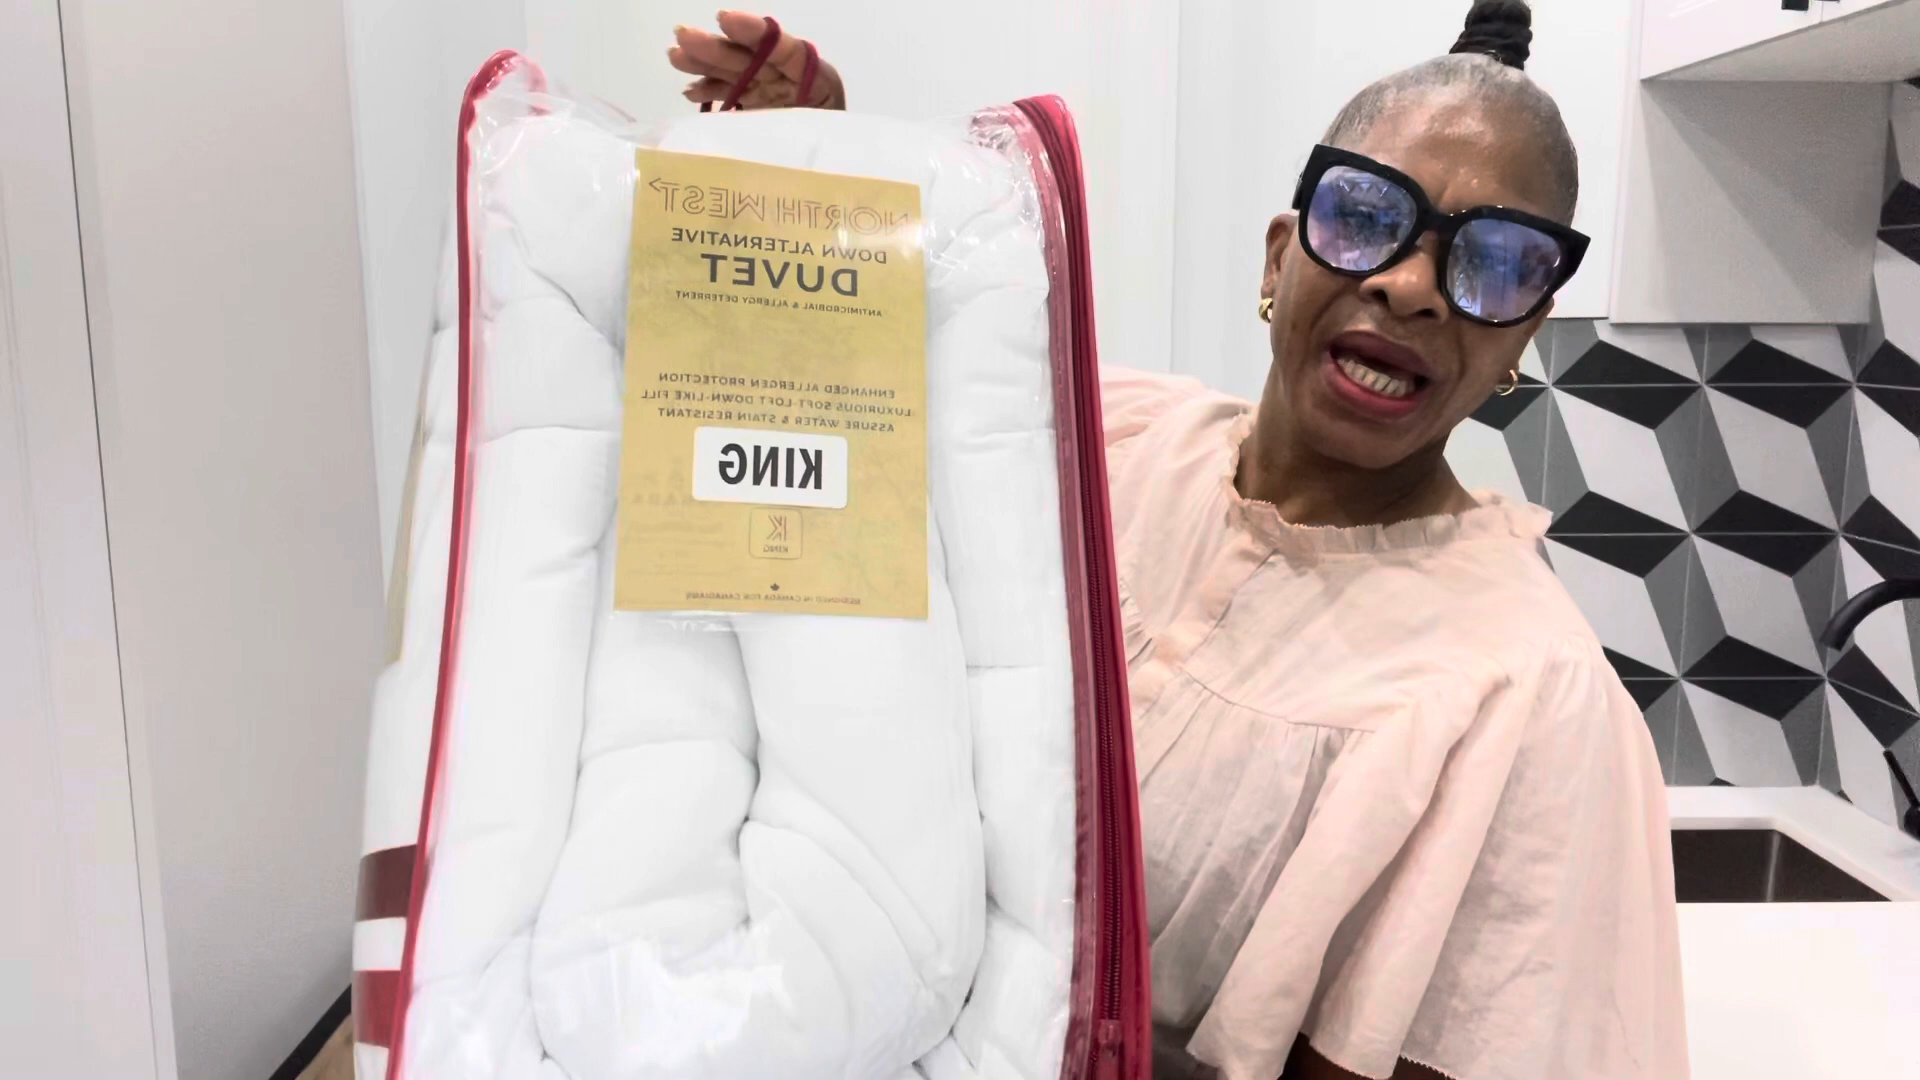 NORTH WEST
DOWN ALTERNATIVE
DUVET
ANTIMICROBIAL & ALLERGY DETERRENT
ENHANCED ALLERGEN PROTECTION
LUXURIOUS SOFT LOFT DOWN-LIKE FILL
ASSURE WATER & STAIN RESISTANT
KING
K
KING
DESIGNED IN CANADA FOR CANADIANS